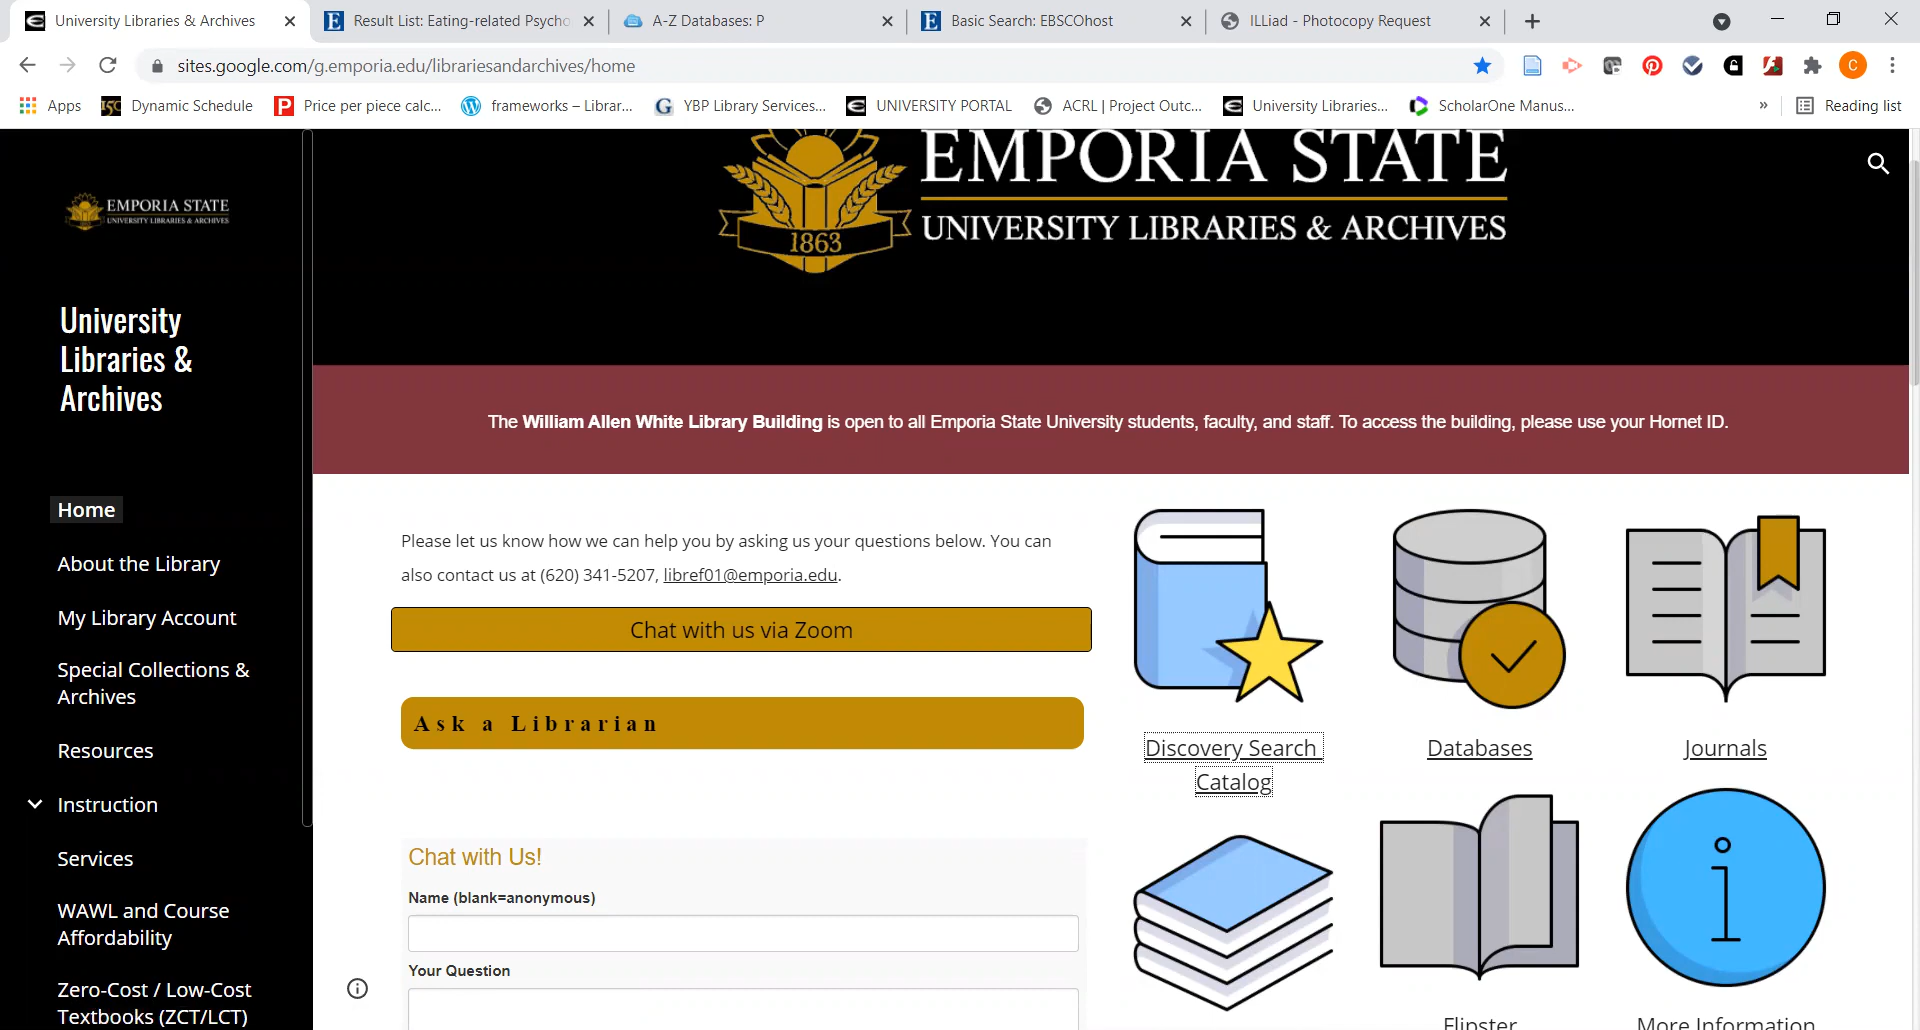 University Libraries & Archives
Result List: Eating-related Psycho
A-Z Databases: P
Basic Search: EBSCOhost
ILLiad - Photocopy Request
sites.google.com/g.emporia.edu/librariesandarchives/home
C
Apps
Dynamic Schedule
Price per piece calc...
frameworks – Librar...
YBP Library Services...
UNIVERSITY PORTAL
ACRL | Project Outc...
University Libraries...
ScholarOne Manus...
»
Reading list
EMPORIA STATE
UNIVERSITY LIBRARIES & ARCHIVES
University
Libraries &
Archives
Home
About the Library
My Library Account
Special Collections &
Archives
Resources
Instruction
Services
WAWL and Course
Affordability
Zero-Cost / Low-Cost
Textbooks (ZCT/LCT)
EMPORIA STATE
UNIVERSITY LIBRARIES & ARCHIVES
1863
The William Allen White Library Building is open to all Emporia State University students, faculty, and staff. To access the building, please use your Hornet ID.
Please let us know how we can help you by asking us your questions below. You can
also contact us at (620) 341-5207, libref01@emporia.edu.
Chat with us via Zoom
Ask a Librarian
Chat with Us!
Name (blank=anonymous)
Your Question
Discovery Search
Catalog
Databases
Journals
Flipster
More Information